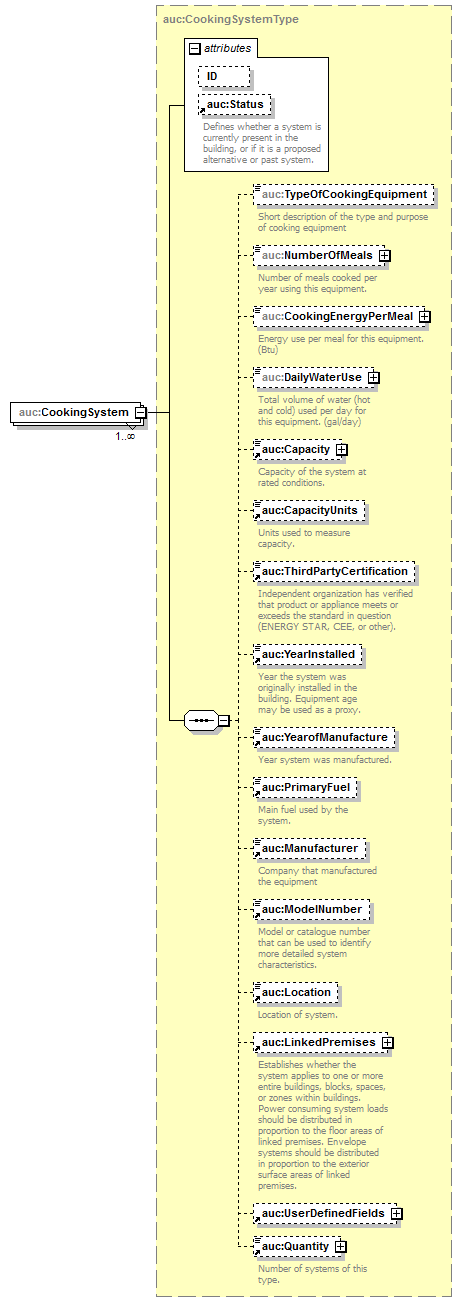 auc:CookingSystemType
attributes
ID
auc:Status
Defines whether a system is
currently present in the
building, or if it is a proposed
alternative or past system.
auc:TypeOfCookingEquipment
Short description of the type and purpose
of cooking equipment
auc:NumberOfMeals
Number of meals cooked per
year using this equipment.
auc:CookingEnergyPerMeal
Energy use per meal for this equipment.
(Btu)
auc:DailyWaterUse
Total volume of water (hot
and cold) used per day for
this equipment. (gal/day)
auc:CookingSystem
1..∞
auc:Capacity
Capacity of the system at
rated conditions.
auc:CapacityUnits
Units used to measure
capacity.
auc:ThirdPartyCertification
Independent organization has verified
that product or appliance meets or
exceeds the standard in question
(ENERGY STAR, CEE, or other).
auc:YearInstalled
Year the system was
originally installed in the
building. Equipment age
may be used as a proxy.
auc:YearofManufacture
Year system was manufactured.
auc:PrimaryFuel
Main fuel used by the
system.
auc:Manufacturer
Company that manufactured
the equipment
auc:ModelNumber
Model or catalogue number
that can be used to identify
more detailed system
characteristics.
auc:Location
Location of system.
auc:LinkedPremises
Establishes whether the
system applies to one or more
entire buildings, blocks, spaces,
or zones within buildings.
Power consuming system loads
should be distributed in
proportion to the floor areas of
linked premises. Envelope
systems should be distributed
in proportion to the exterior
surface areas of linked
premises.
auc:UserDefinedFields
auc:Quantity
Number of systems of this
type.